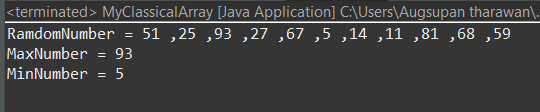 <terminated> MyClassicalArray [Java Application] C:\Users\Augsupan tharawan\.
RamdomNumber = 51 ,25 ,93 ,27 ,67 ,5 ,14 ,11 ,81 ,68 ,59
MaxNumber = 93
MinNumber = 5